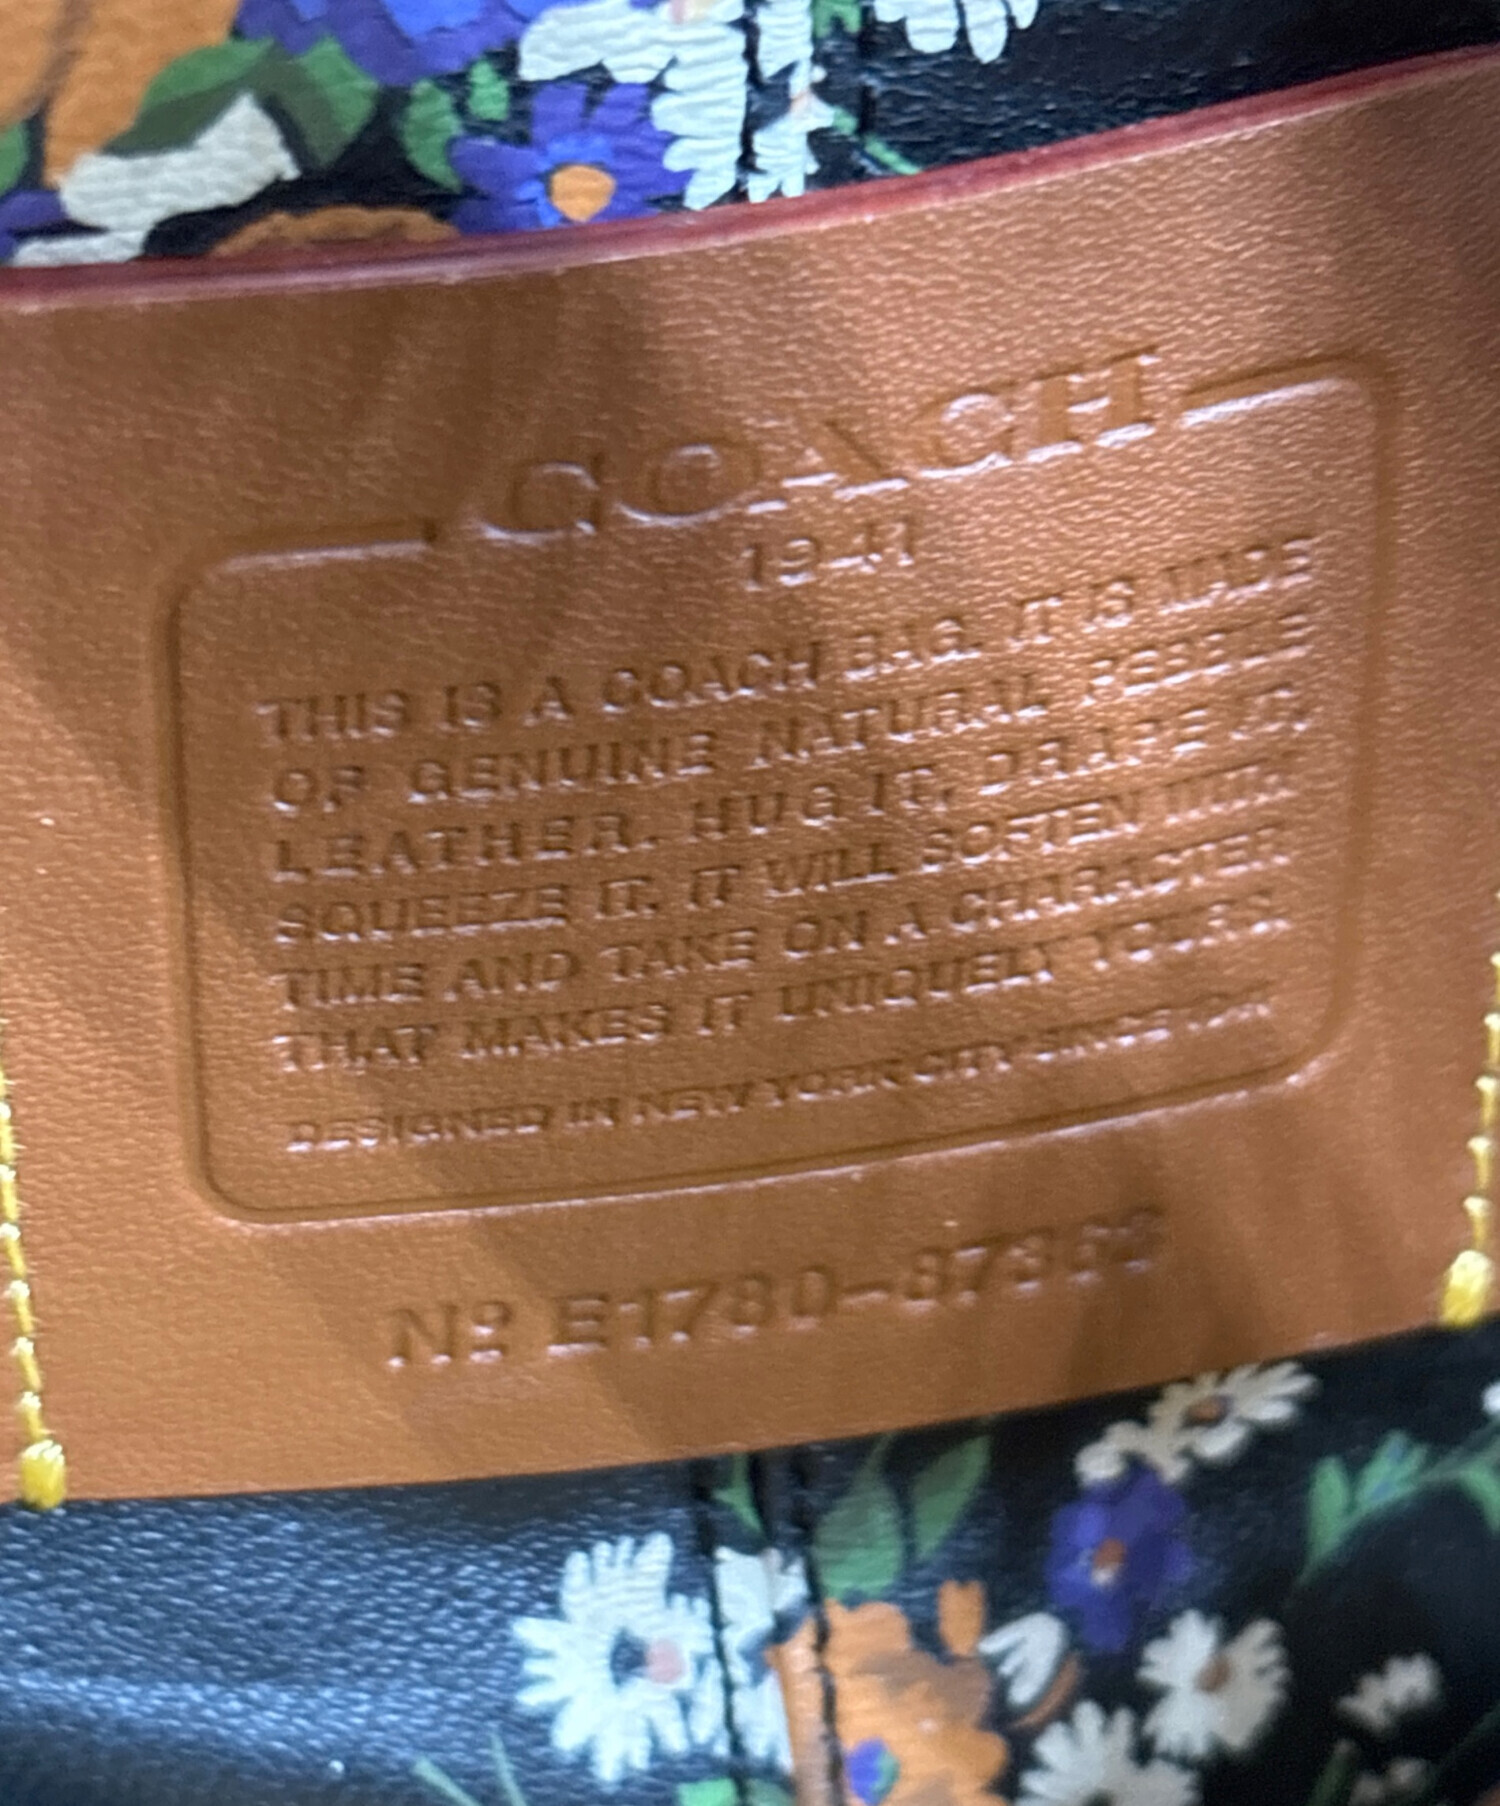 COACH
1941
THIS IS A COACH BAG. IT IS MADE
OF GENUINE NATURAL PEBBLE
LEATHER. HUG IT. DRAPE IT.
SQUEEZE IT. IT WILL SOFTEN WITH
TIME AND TAKE ON A CHARACTER
THAT MAKES IT UNIQUELY YOURS.
DESIGNED IN NEW YORK CITY SINCE
Nº